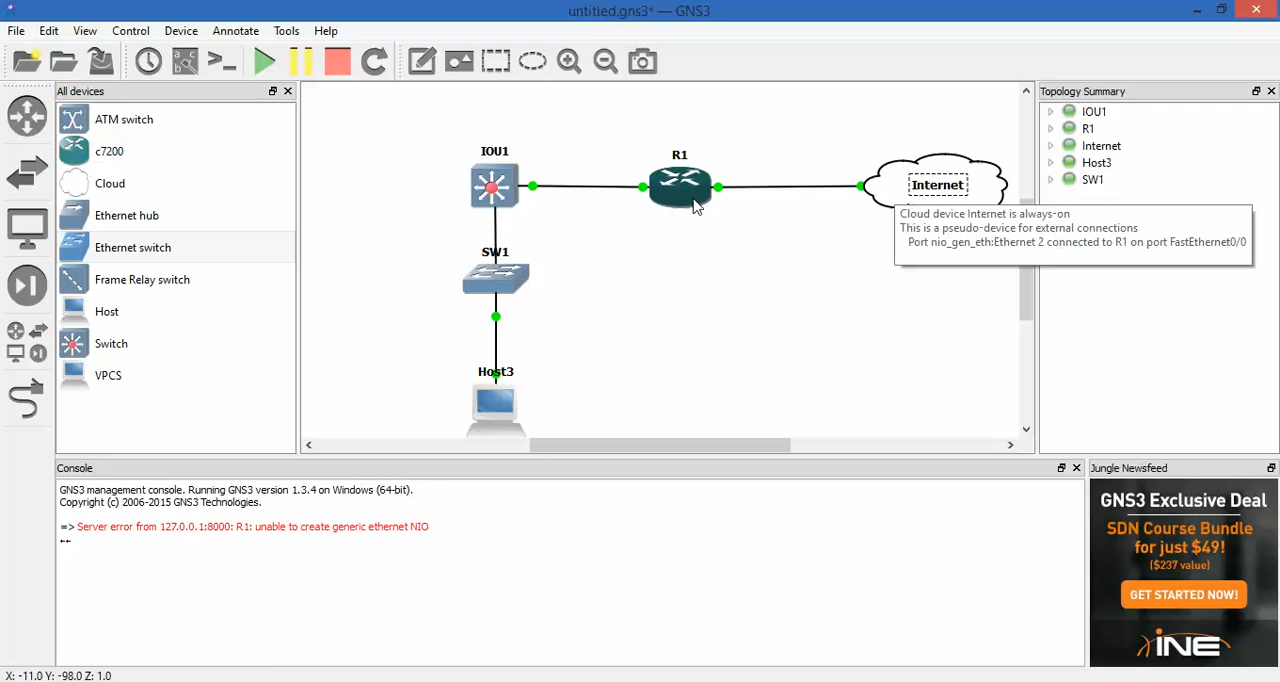 untitled.gns3* — GNS3
File Edit View Control Device Annotate Tools Help
All devices
ATM switch
c7200
Cloud
Ethernet hub
Ethernet switch
Frame Relay switch
Host
Switch
VPCS
IOU1
R1
Internet
SW1
Host3
Cloud device Internet is always-on
This is a pseudo-device for external connections
Port nio_gen_eth:Ethernet 2 connected to R1 on port FastEthernet0/0
Topology Summary
IOU1
R1
Internet
Host3
SW1
Console
GNS3 management console. Running GNS3 version 1.3.4 on Windows (64-bit).
Copyright (c) 2006-2015 GNS3 Technologies.
=> Server error from 127.0.0.1:8000: R1: unable to create generic ethernet NIO
Jungle Newsfeed
GNS3 Exclusive Deal
SDN Course Bundle
for just $49!
($237 value)
GET STARTED NOW!
INE
X: -11.0 Y: -98.0 Z: 1.0